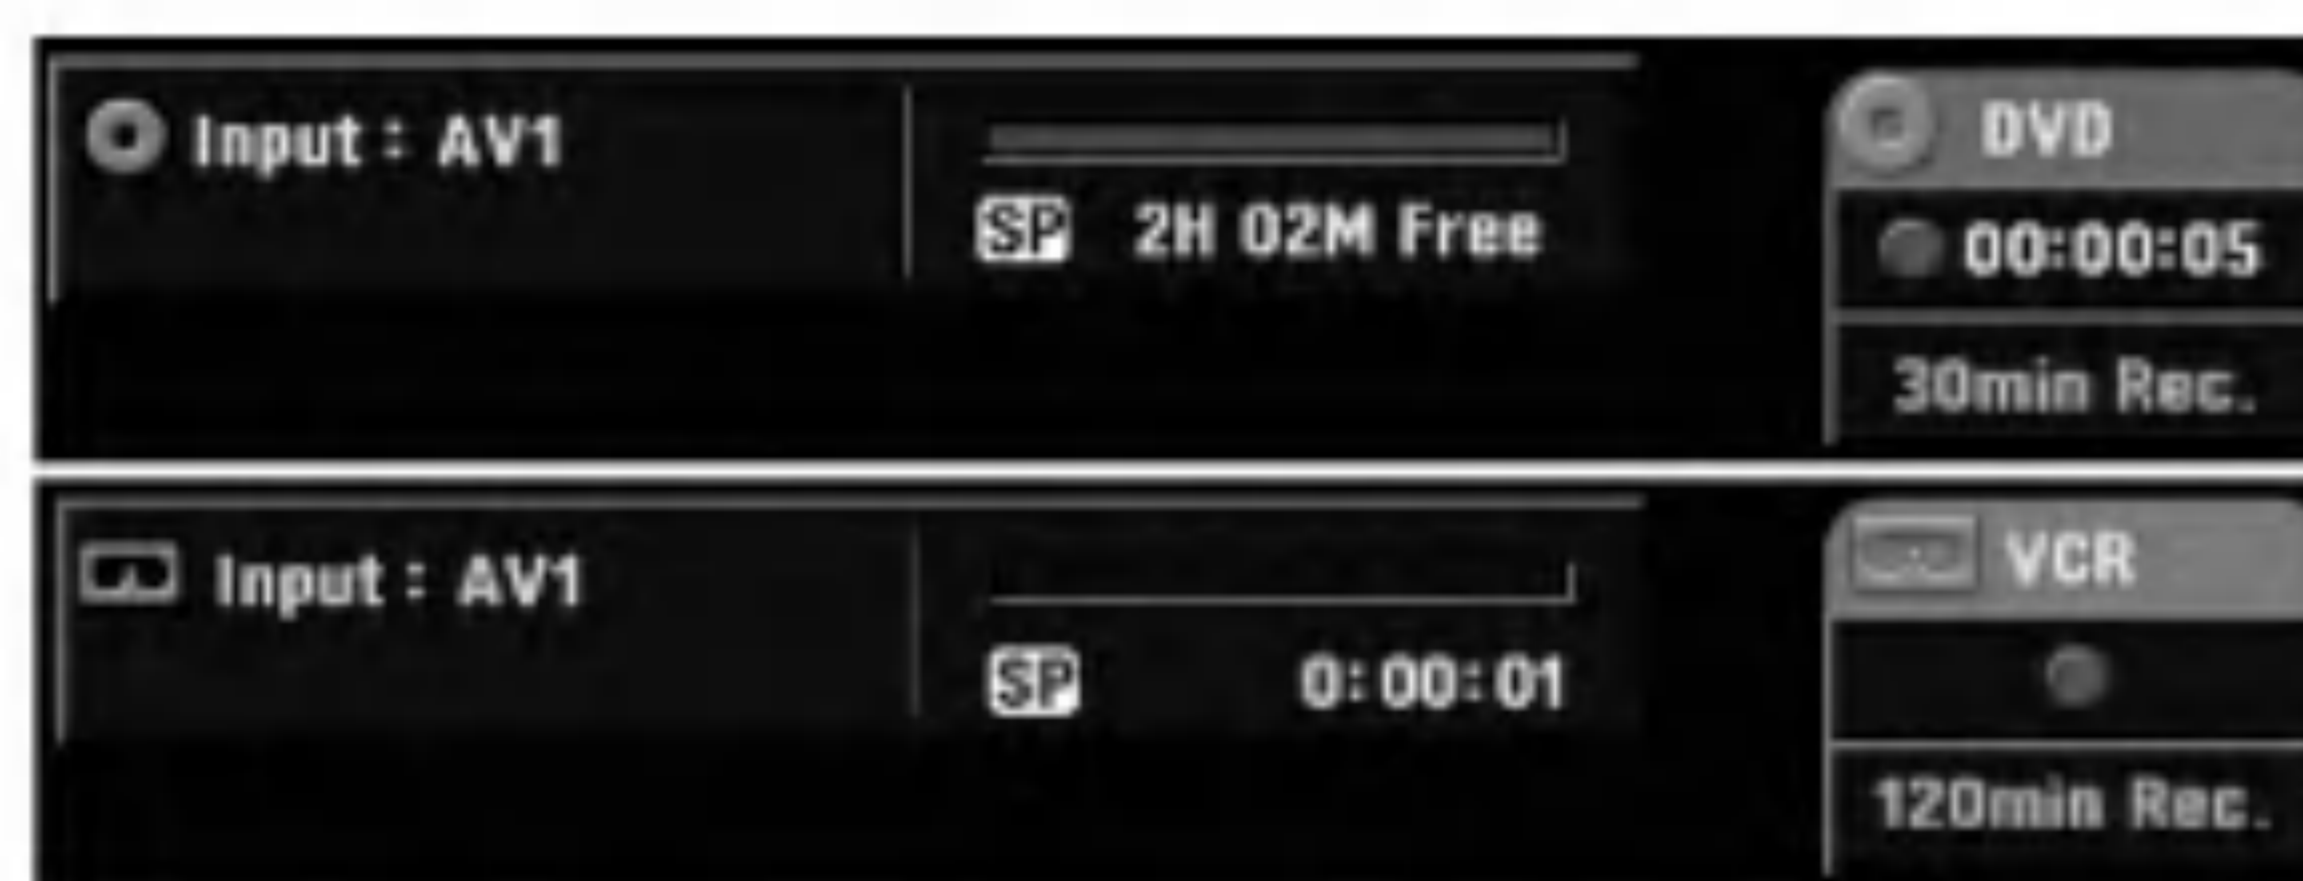 Input : AV1
SP 2H 02M Free
DVD
00:00:05
30min Rec.
Input : AV1
SP 0:00:01
VCR
120min Rec.